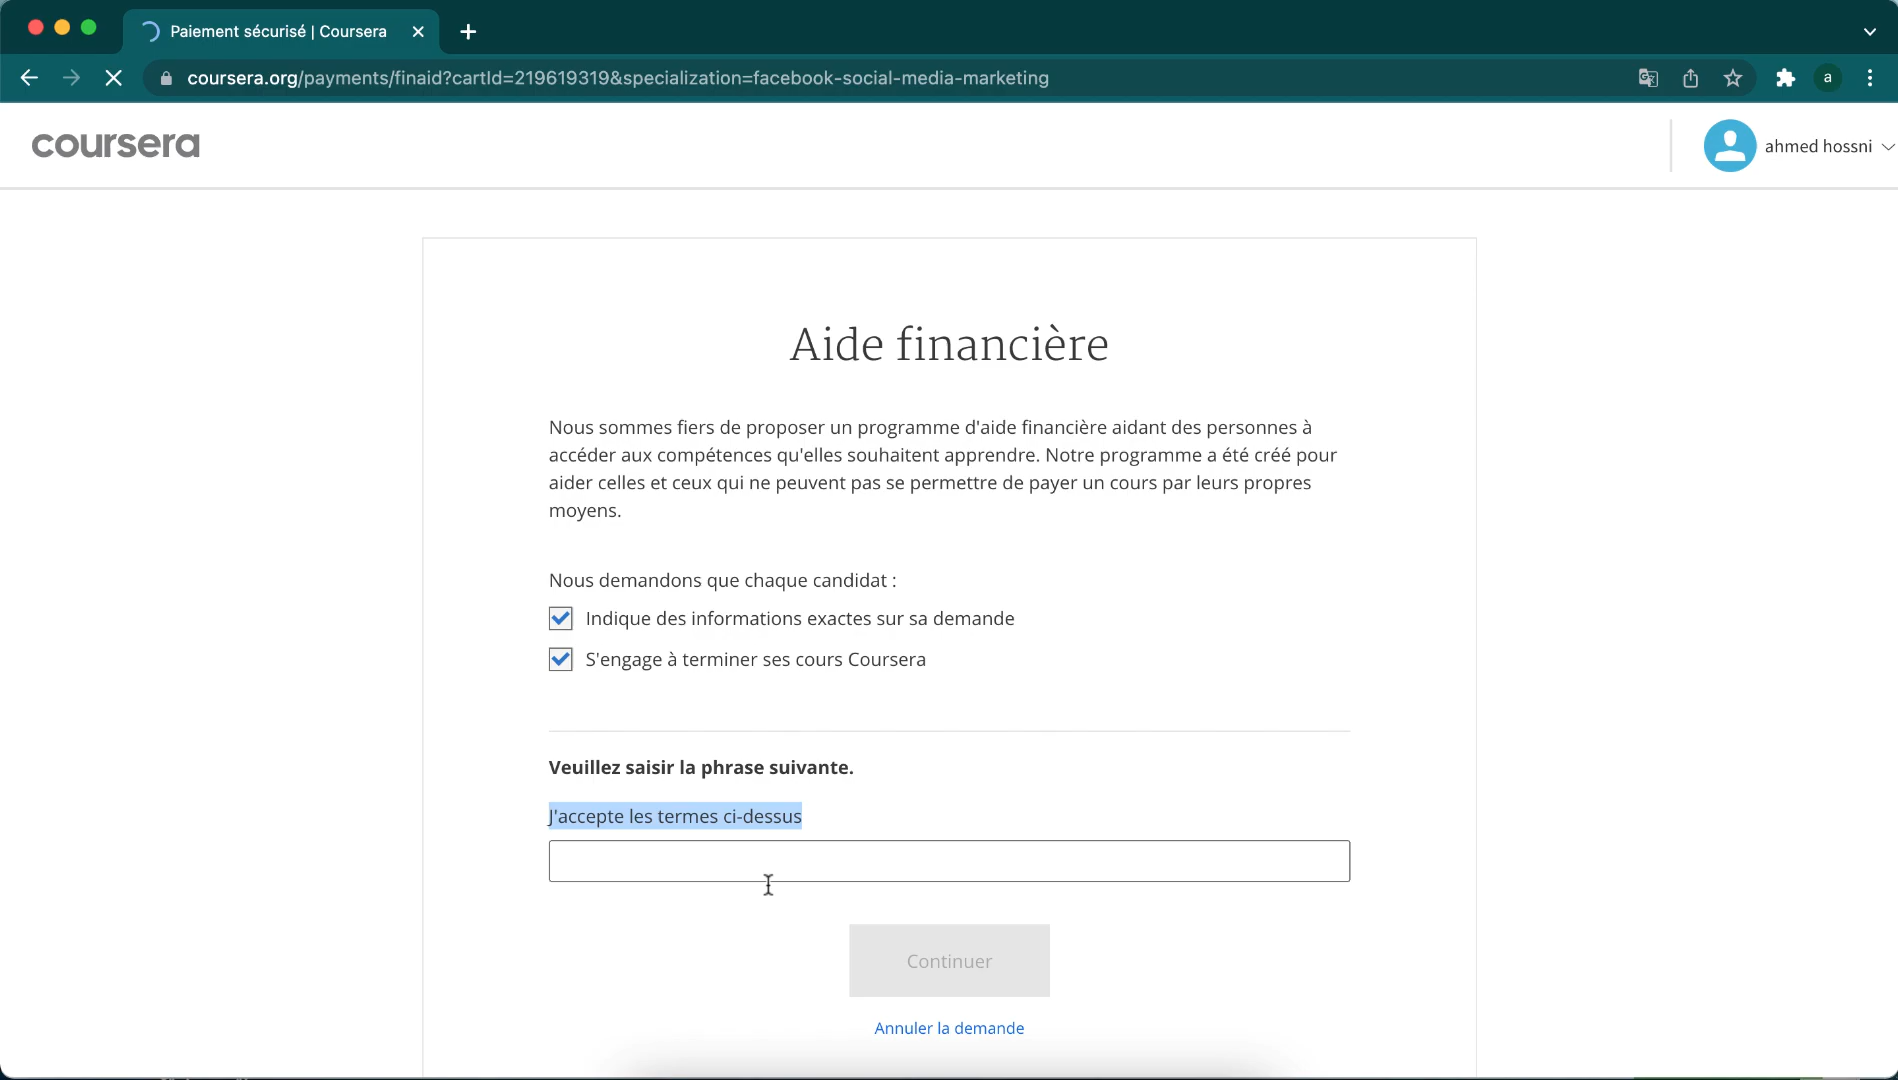 Paiement sécurisé | Coursera
coursera.org/payments/finaid?cartId=219619319&specialization=facebook-social-media-marketing
a
coursera
ahmed hossni
Aide financière
Nous sommes fiers de proposer un programme d'aide financière aidant des personnes à
accéder aux compétences qu'elles souhaitent apprendre. Notre programme a été créé pour
aider celles et ceux qui ne peuvent pas se permettre de payer un cours par leurs propres
moyens.
Nous demandons que chaque candidat :
Indique des informations exactes sur sa demande
S'engage à terminer ses cours Coursera
Veuillez saisir la phrase suivante.
J'accepte les termes ci-dessus
Continuer
Annuler la demande